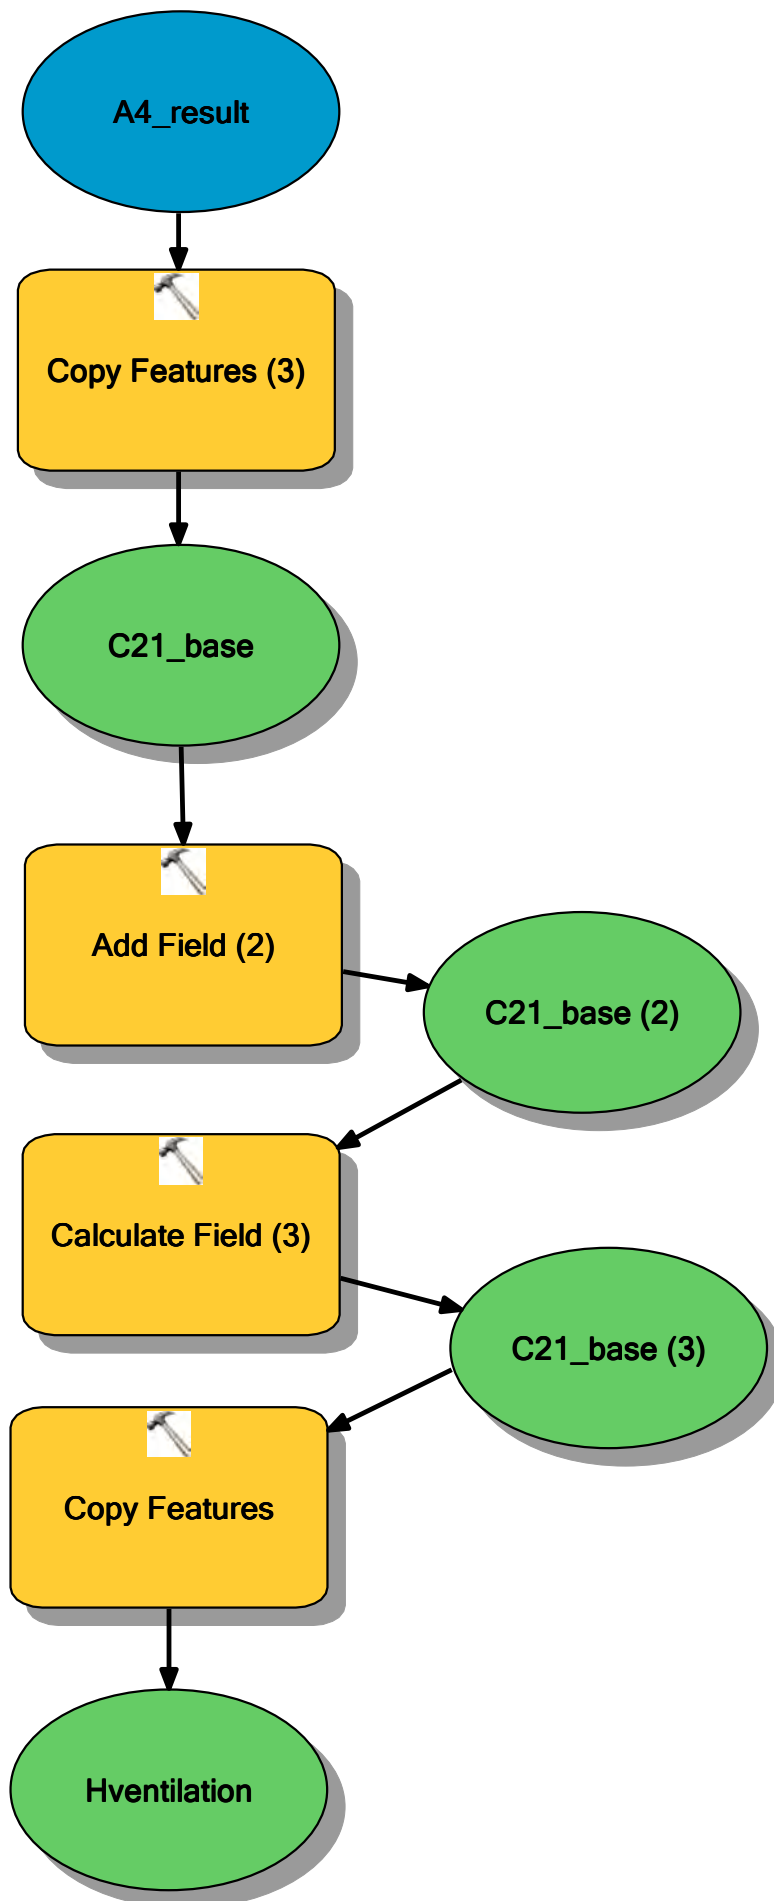 A4_result
Copy Features (3)
C21_base
Add Field (2)
C21_base (2)
Calculate Field (3)
C21_base (3)
Copy Features
Hventilation